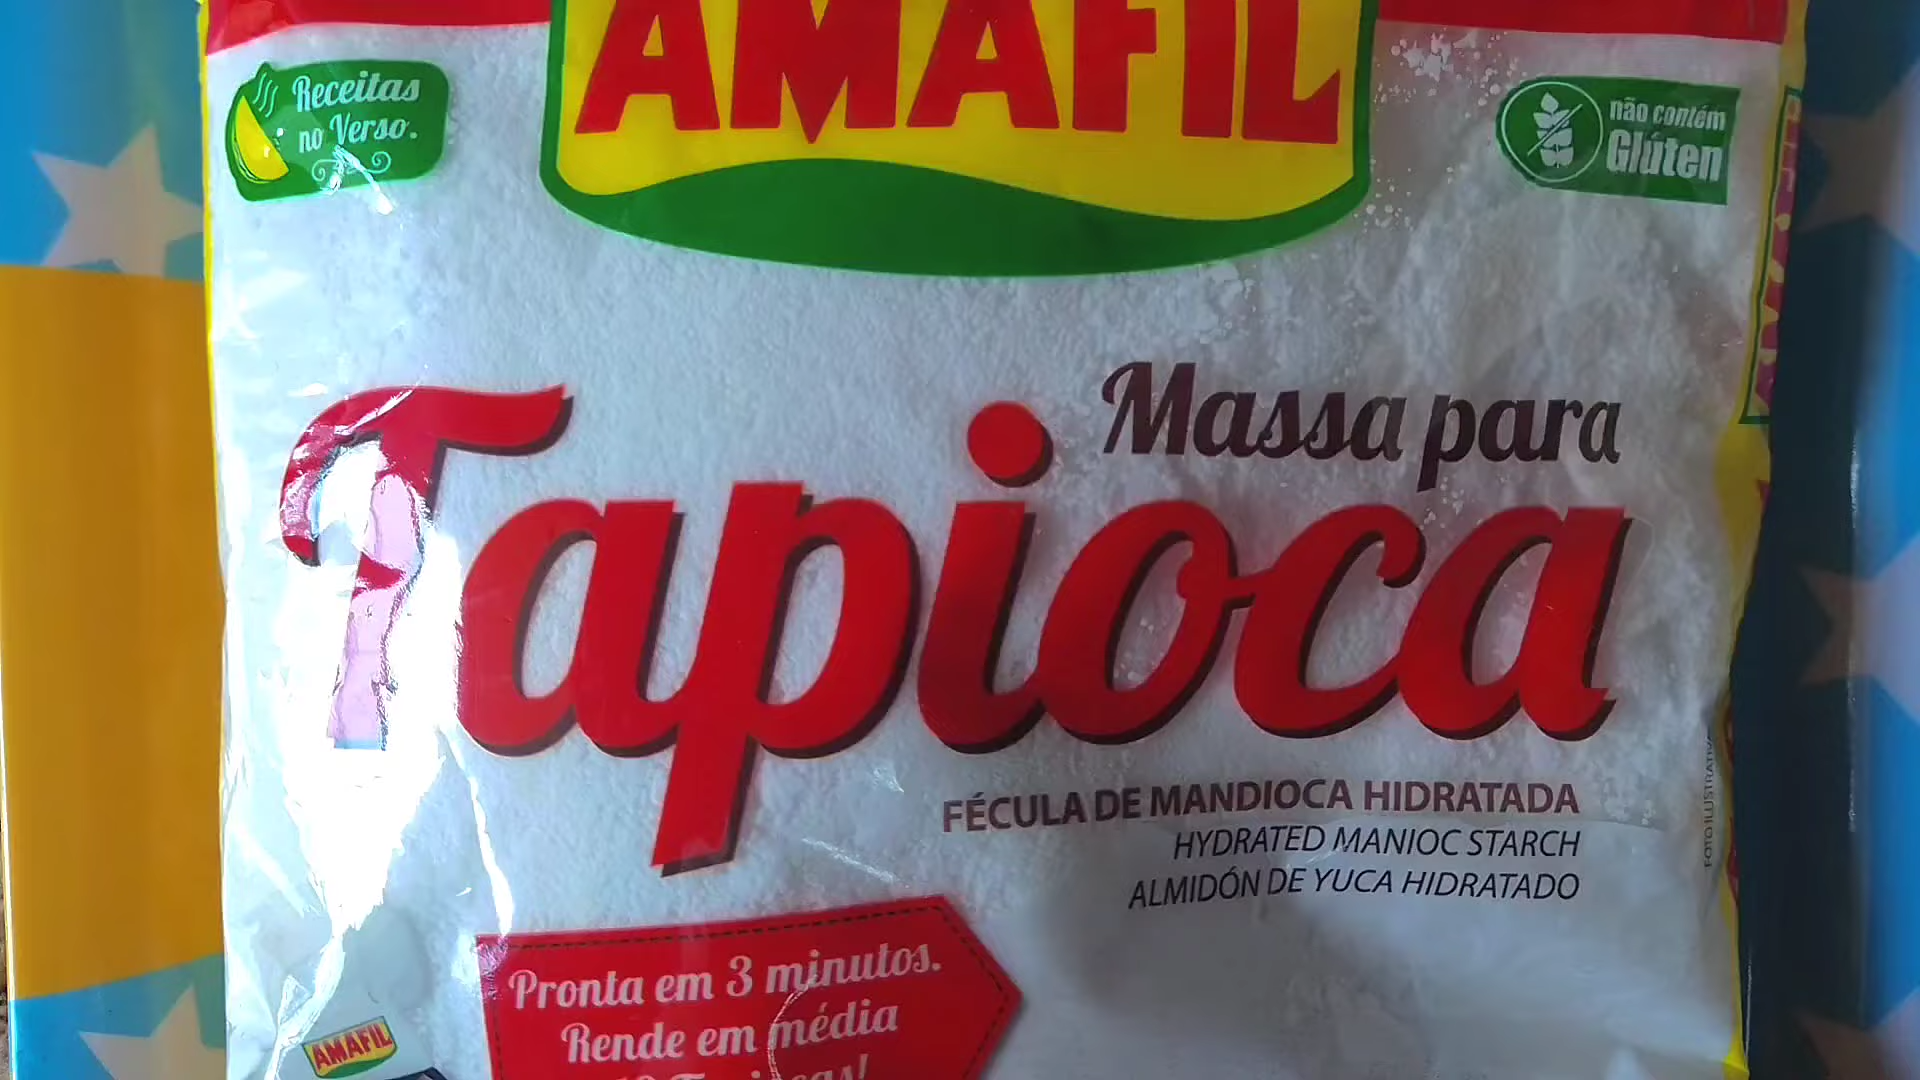 AMAFIL
Receitas
no Verso.
não contém
Glúten
Massa para
Tapioca
FÉCULA DE MANDIOCA HIDRATADA
HYDRATED MANIOC STARCH
ALMIDÓN DE YUCA HIDRATADO
Pronta em 3 minutos.
Rende em média
Tapiocas!
AMAFIL